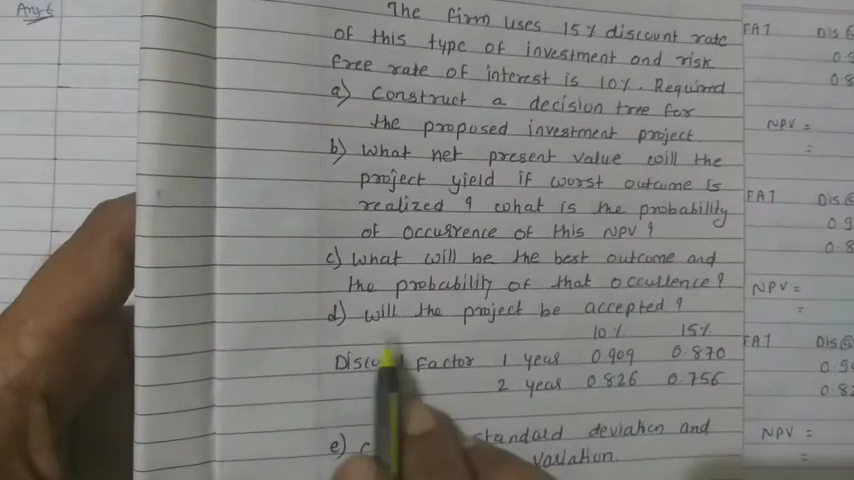 Ans-6
The firm uses 15% discount rate
of this type of investment and risk
free rate of interest is 10%. Required
a) Construct a decision tree for
the proposed investment project
b) What net present value will the
project yield if worst outcome is
realized ? what is the probability
of occurrence of this NPV ?
c) What will be the best outcome and
the probability of that occurrence ?
d) will the project be accepted ?
10% 15%
Factor 1 year 0.909 0.870
2 year 0.826 0.756
e) standard deviation and
variation.
FAT Dis@
NPV =
=
FAT Dis@
NPV =
=
FAT Dis@
NPV =
=